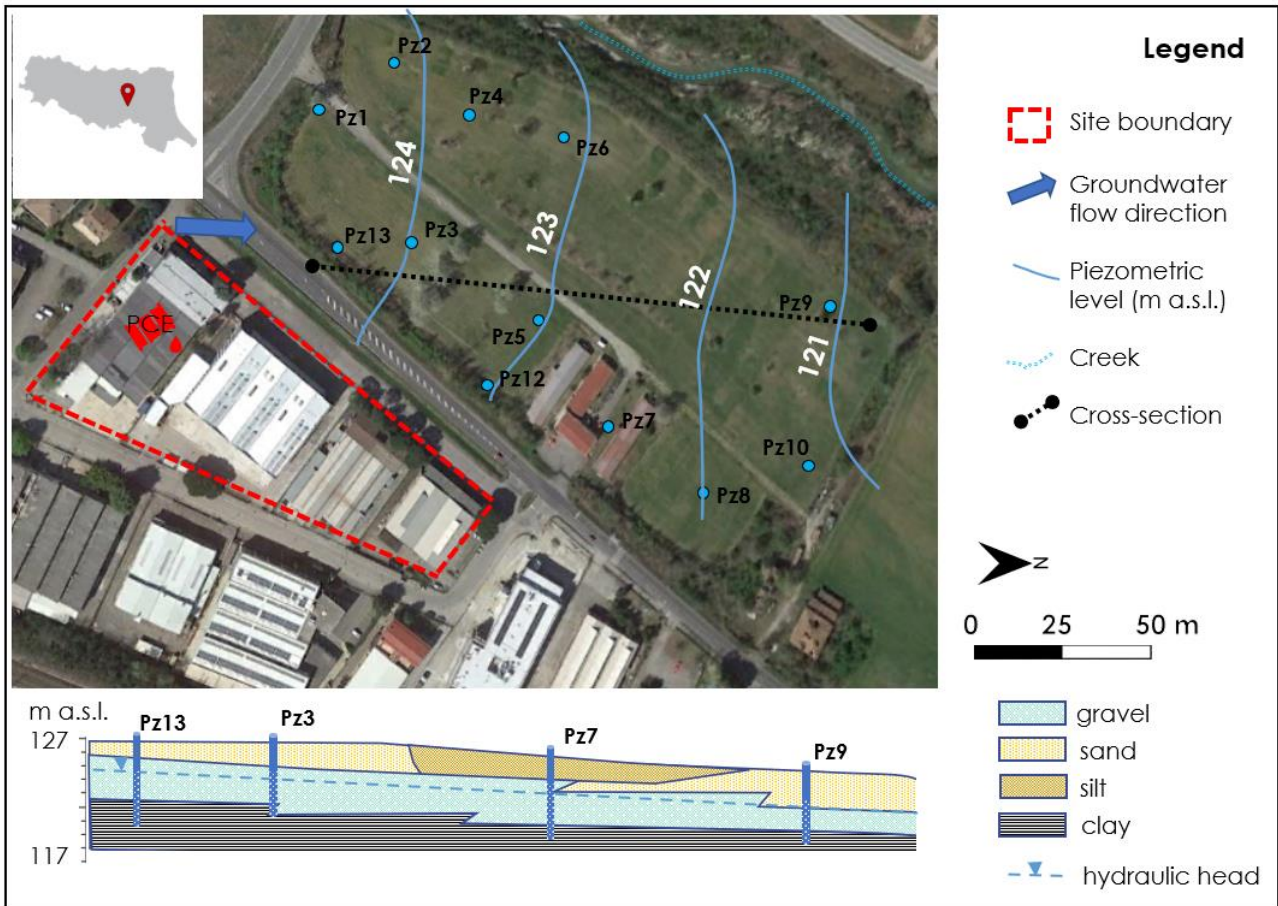 Pz2
Pz4
Pz1
Pz6
124
123
Pz13
Pz3
122
Pz9
PCE
Pz5
121
Pz12
Pz7
Pz10
Pz8
Legend
Site boundary
Groundwater
flow direction
Piezometric
level (m a.s.l.)
Creek
Cross-section
N
0 25 50 m
m a.s.l.
127
117
Pz13
Pz3
Pz7
Pz9
gravel
sand
silt
clay
hydraulic head